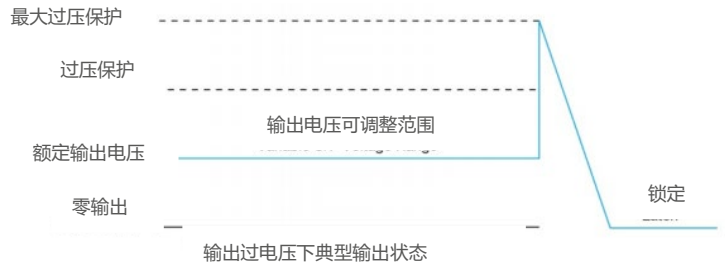 最大过压保护
过压保护
输出电压可调整范围
额定输出电压
零输出
锁定
输出过电压下典型输出状态